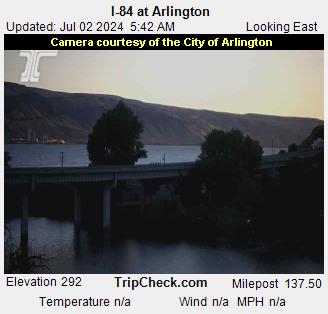 I-84 at Arlington
Updated: Jul 02 2024 5:42 AM Looking East
Camera courtesy of the City of Arlington
Elevation 292 TripCheck.com Milepost 137.50
Temperature n/a Wind n/a MPH n/a